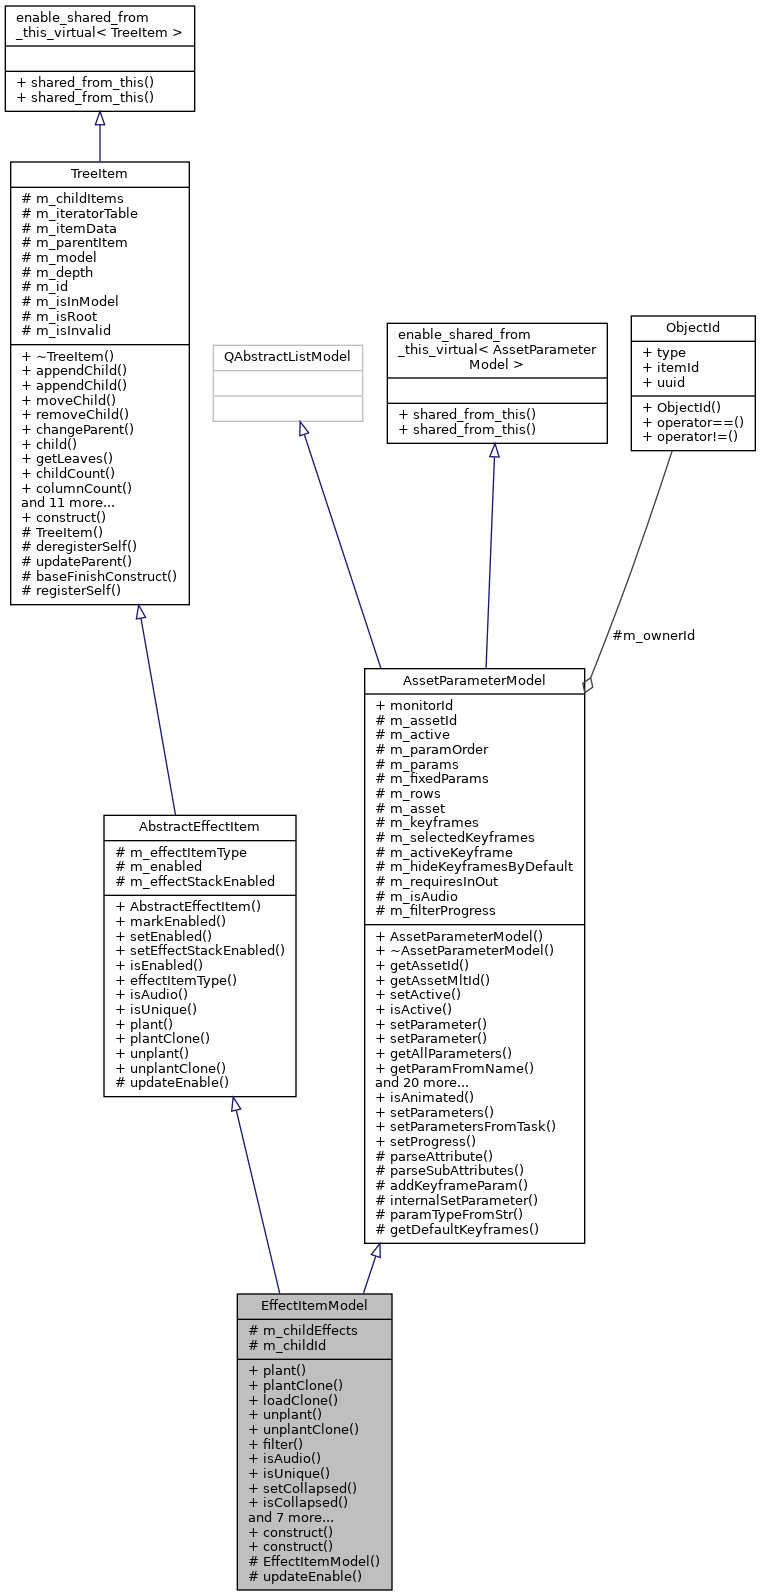 enable_shared_from
_this_virtual< TreeItem >
+ shared_from_this()
+ shared_from_this()
TreeItem
# m_childItems
# m_iteratorTable
# m_itemData
# m_parentItem
# m_model
# m_depth
# m_id
# m_isInModel
# m_isRoot
# m_isInvalid
+ ~TreeItem()
+ appendChild()
+ appendChild()
+ moveChild()
+ removeChild()
+ changeParent()
+ child()
+ getLeaves()
+ childCount()
+ columnCount()
and 11 more...
+ construct()
# TreeItem()
# deregisterSelf()
# updateParent()
# baseFinishConstruct()
# registerSelf()
QAbstractListModel
enable_shared_from
_this_virtual< AssetParameter
Model >
+ shared_from_this()
+ shared_from_this()
ObjectId
+ type
+ itemId
+ uuid
+ ObjectId()
+ operator==()
+ operator!=()
#m_ownerId
AssetParameterModel
+ monitorId
# m_assetId
# m_active
# m_paramOrder
# m_params
# m_fixedParams
# m_rows
# m_asset
# m_keyframes
# m_selectedKeyframes
# m_activeKeyframe
# m_hideKeyframesByDefault
# m_requiresInOut
# m_isAudio
# m_filterProgress
+ AssetParameterModel()
+ ~AssetParameterModel()
+ getAssetId()
+ getAssetMltId()
+ setActive()
+ isActive()
+ setParameter()
+ setParameter()
+ getAllParameters()
+ getParamFromName()
and 20 more...
+ isAnimated()
+ setParameters()
+ setParametersFromTask()
+ setProgress()
# parseAttribute()
# parseSubAttributes()
# addKeyframeParam()
# internalSetParameter()
# paramTypeFromStr()
# getDefaultKeyframes()
AbstractEffectItem
# m_effectItemType
# m_enabled
# m_effectStackEnabled
+ AbstractEffectItem()
+ markEnabled()
+ setEnabled()
+ setEffectStackEnabled()
+ isEnabled()
+ effectItemType()
+ isAudio()
+ isUnique()
+ plant()
+ plantClone()
+ unplant()
+ unplantClone()
# updateEnable()
EffectItemModel
# m_childEffects
# m_childId
+ plant()
+ plantClone()
+ loadClone()
+ unplant()
+ unplantClone()
+ filter()
+ isAudio()
+ isUnique()
+ setCollapsed()
+ isCollapsed()
and 7 more...
+ construct()
+ construct()
# EffectItemModel()
# updateEnable()